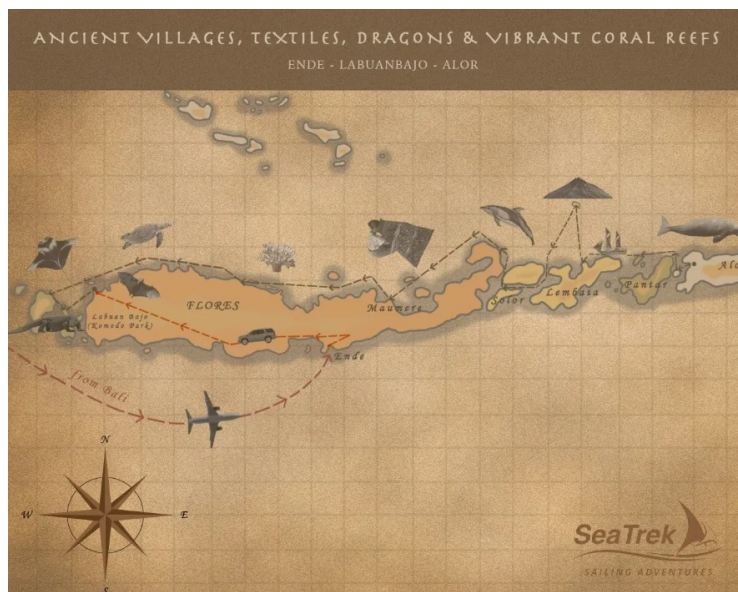 ANCIENT VILLAGES, TEXTILES, DRAGONS & VIBRANT CORAL REEFS
ENDE - LABUANBAJO - ALOR
FLORES
Labuan Bajo
(Komodo Park)
Maumere
Solor
Lembata
Pantar
Alo
Ende
from Bali
N
W
E
S
SeaTrek
SAILING ADVENTURES